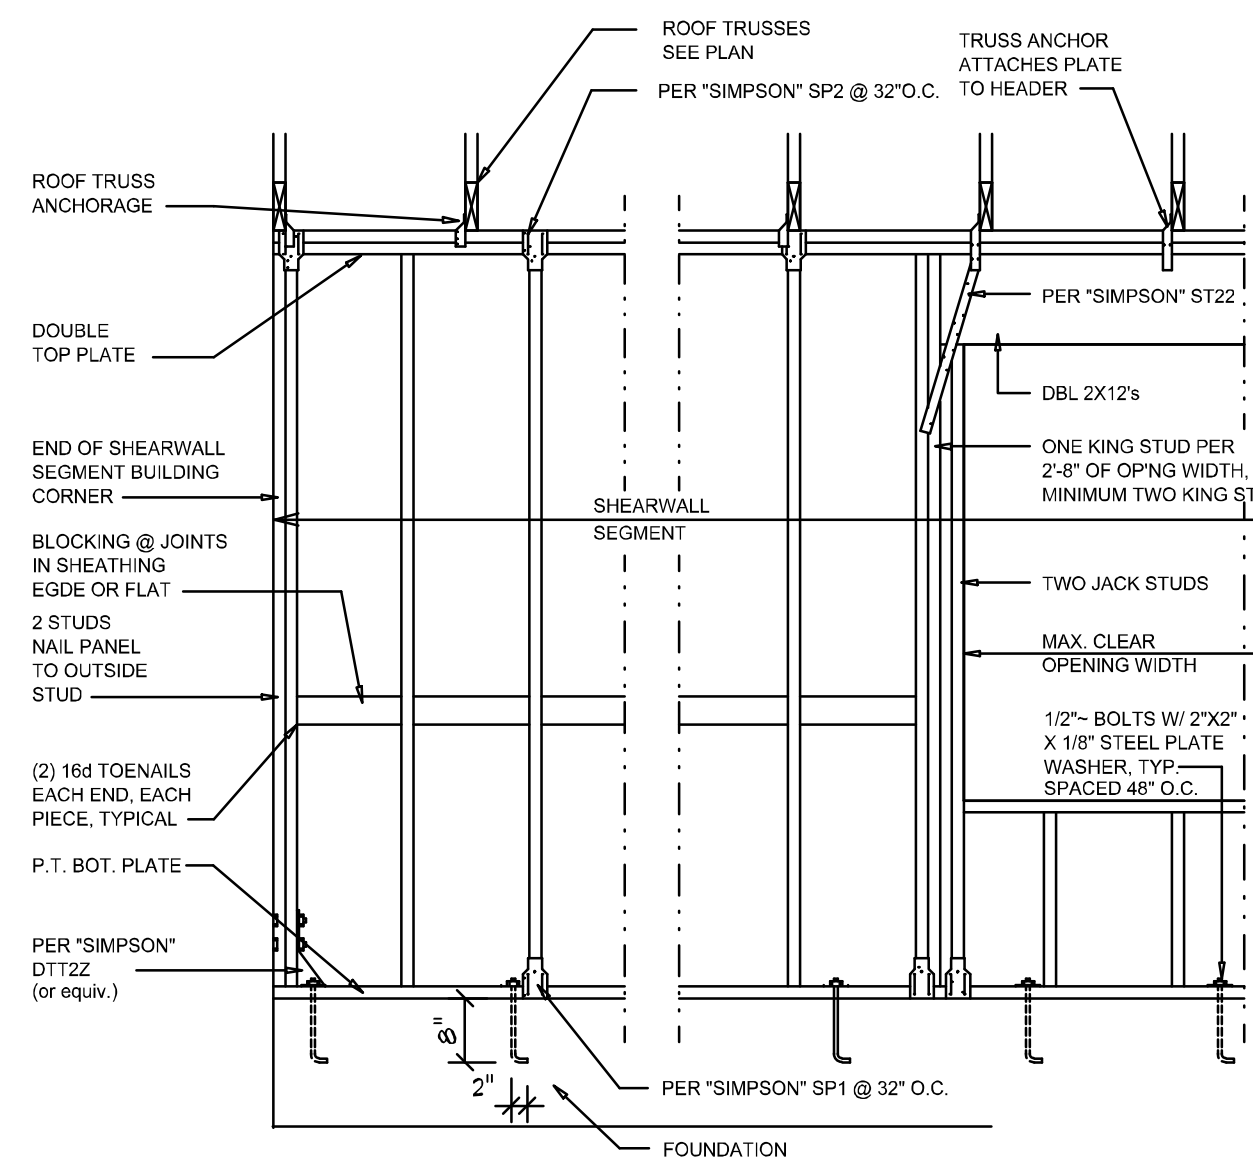 ROOF TRUSSES
SEE PLAN
PER "SIMPSON" SP2 @ 32"O.C.
TRUSS ANCHOR
ATTACHES PLATE
TO HEADER
ROOF TRUSS
ANCHORAGE
DOUBLE
TOP PLATE
END OF SHEARWALL
SEGMENT BUILDING
CORNER
BLOCKING @ JOINTS
IN SHEATHING
EGDE OR FLAT
2 STUDS
NAIL PANEL
TO OUTSIDE
STUD
(2) 16d TOENAILS
EACH END, EACH
PIECE, TYPICAL
P.T. BOT. PLATE
PER "SIMPSON"
DTT2Z
(or equiv.)
SHEARWALL
SEGMENT
PER "SIMPSON" ST22
DBL 2X12's
ONE KING STUD PER
2'-8" OF OP'NG WIDTH,
MINIMUM TWO KING ST
TWO JACK STUDS
MAX. CLEAR
OPENING WIDTH
1/2"~ BOLTS W/ 2"X2"
X 1/8" STEEL PLATE
WASHER, TYP.
SPACED 48" O.C.
8"
2"
PER "SIMPSON" SP1 @ 32" O.C.
FOUNDATION